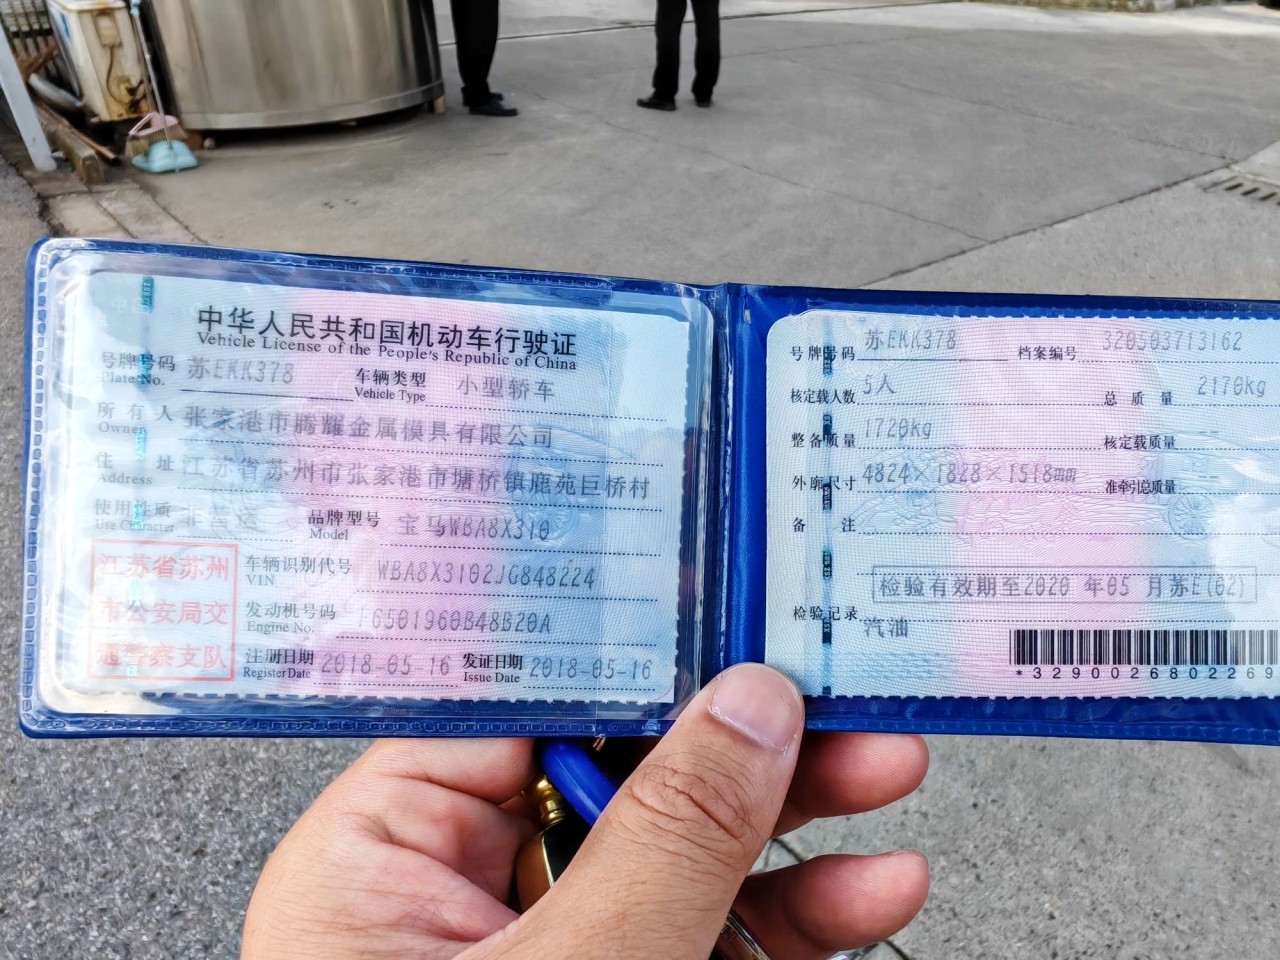 中华人民共和国机动车行驶证
Vehicle License of the People's Republic of China
号牌号码 苏EKK378 车辆类型 小型轿车
Plate No. Vehicle Type
所有人 张家港市腾耀金属模具有限公司
Owner
住址 江苏省苏州市张家港市塘桥镇鹿苑巨桥村
Address
使用性质 非营运 品牌型号 宝马WBA8X310
Use Character Model
江苏省苏州
市公安局交
通警察支队
车辆识别代号 WBA8X3102JG848224
VIN
发动机号码 f6501960B48B20A
Engine No.
注册日期 2018-05-16 发证日期 2018-05-16
Register Date Issue Date
号牌号码 苏EKK378 档案编号 320503713162
核定载人数 5人 总质量 2170kg
整备质量 1720kg 核定载质量 --
外廓尺寸 4824×1828×1518mm 准牵引总质量 --
备注
检验有效期至2020 年05 月苏E(02)
检验记录
汽油
*3290026802269